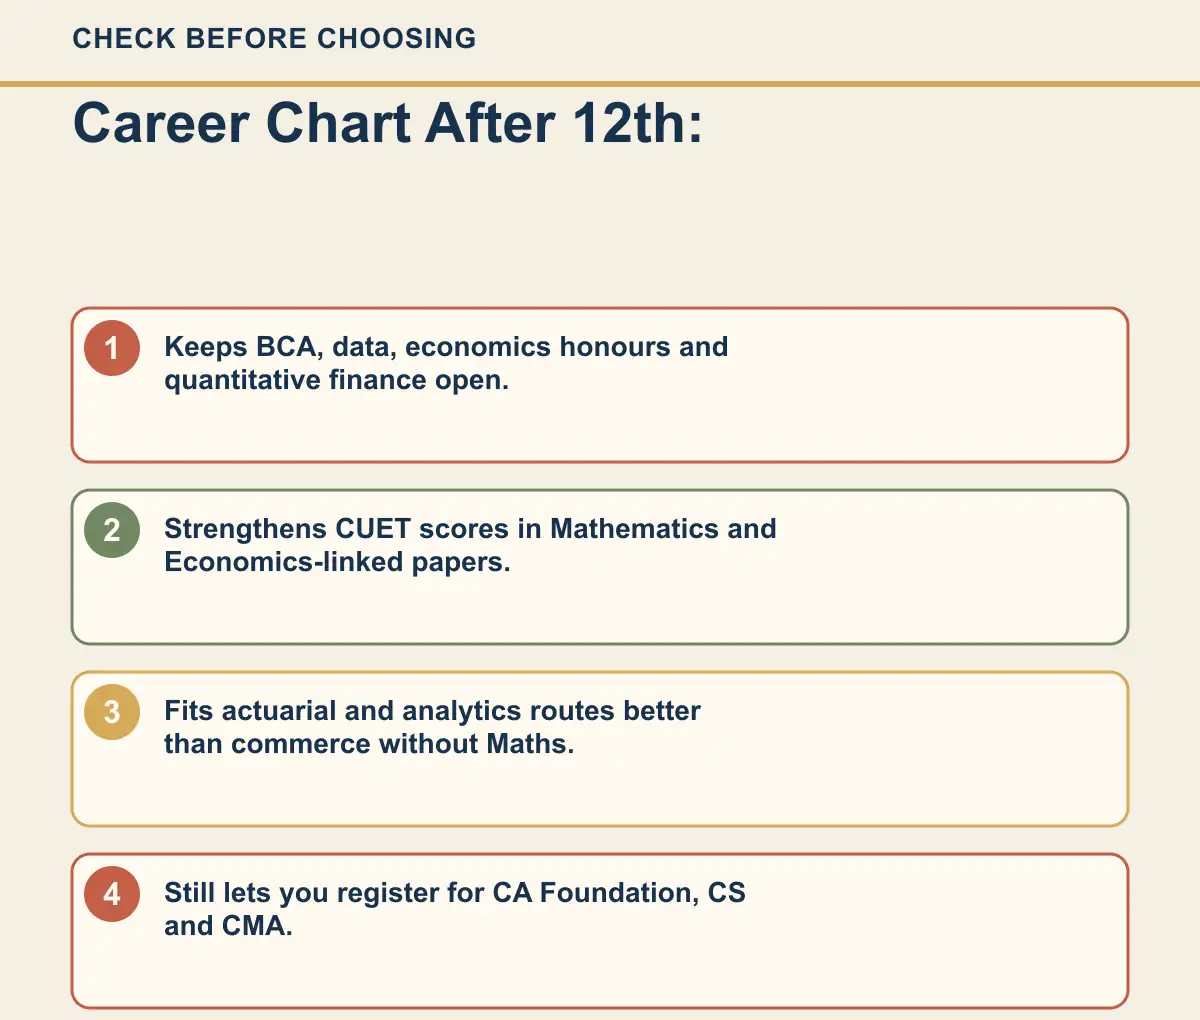 CHECK BEFORE CHOOSING
Career Chart After 12th:
1
Keeps BCA, data, economics honours and
quantitative finance open.
2
Strengthens CUET scores in Mathematics and
Economics-linked papers.
3
Fits actuarial and analytics routes better
than commerce without Maths.
4
Still lets you register for CA Foundation, CS
and CMA.